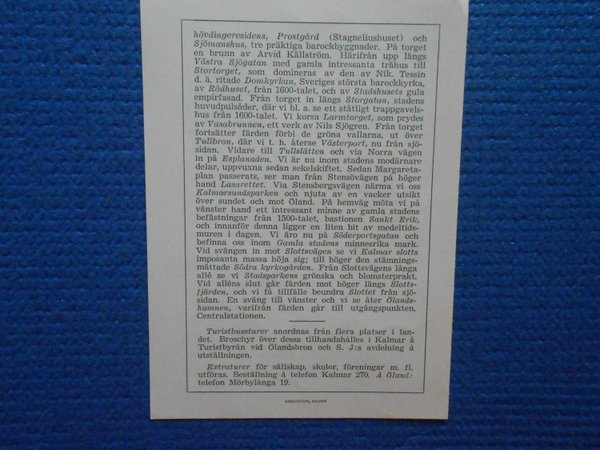 hövdingeresidens, Prostgård (Stagneliushuset) och
Sjömanshus, tre präktiga barockbyggnader. På torget
en brunn av Arvid Källström. Härifrån upp längs
Västra Sjögatan med gamla intressanta trähus till
Stortorget, som domineras av den av Nik. Tessin
d. ä. ritade Domkyrkan, Sveriges största barockkyrka,
av Rådhuset, från 1600-talet, och av Stadshusets gula
empirfasad. Från torget in längs Storgatan, stadens
huvudpulsåder, där vi bl. a. se ett ståtligt trappgavels-
hus från 1600-talet. Vi korsa Larmtorget, som prydes
av Vasabrunnen, ett verk av Nils Sjögren. Från torget
fortsätter färden förbi de gröna vallarna, ut över
Tullbron, där vi t. h. återse Västerport, nu från sjö-
sidan. Vidare till Tullslätten och via Norra vägen
in på Esplanaden. Vi är nu inom stadens modärnare
delar, uppvuxna sedan sekelskiftet. Sedan Margareta-
plan passerats, ser man från Stensövägen på höger
hand Lasarettet. Via Stensbergsvägen närma vi oss
Kalmarsundsparken och njuta av en vacker utsikt
över sundet och mot Öland. På hemväg möta vi på
vänster hand ett intressant minne av gamla stadens
befästningar från 1500-talet, bastionen Sankt Erik,
och innanför denna ligger en liten bit av medeltids-
muren i dagen. Vi äro nu på Söderportsgatan och
befinna oss inom Gamla stadens minnesrika mark.
Vid svängen in mot Slottsvägen se vi Kalmar slotts
imposanta massa höja sig; till höger den stämnings-
mättade Södra kyrkogården. Från Slottsvägens långa
allé se vi Stadsparkens grönska och blomsterprakt.
Vid alléns slut går färden mot höger längs Slotts-
fjärden, och vi få tillfälle beundra Slottet från sjö-
sidan. En sväng till vänster och vi se åter Ölands-
hamnen, varifrån färden går till utgångspunkten,
Centralstationen.
Turistbussturer anordnas från flera platser i lan-
det. Broschyr över dessa tillhandahålles i Kalmar å
Turistbyrån vid Ölandsbron och S. J:s avdelning å
utställningen.
Extraturer för sällskap, skolor, föreningar m. fl.
utföras. Beställning å telefon Kalmar 270. Å Öland:
telefon Mörbylånga 19.
KALMAR